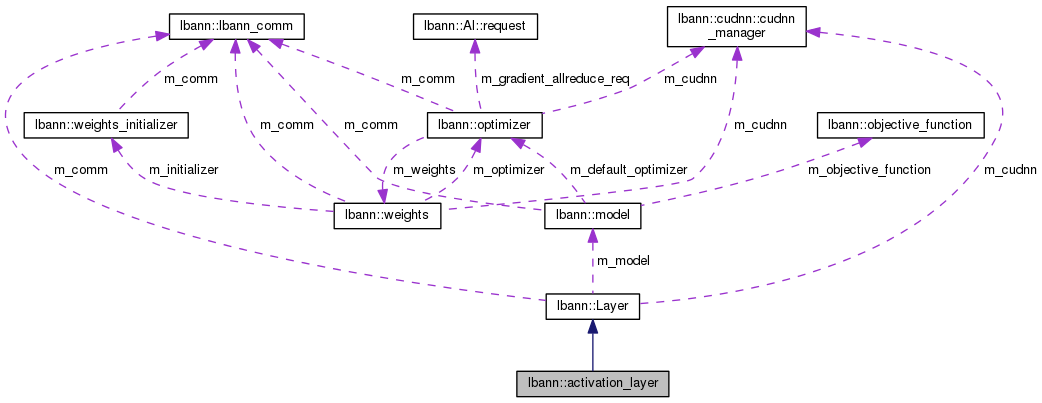 lbann::lbann_comm
lbann::Al::request
lbann::cudnn::cudnn
_manager
m_comm
m_comm
m_gradient_allreduce_req
m_cudnn
lbann::weights_initializer
m_comm
m_comm
lbann::optimizer
m_cudnn
lbann::objective_function
m_comm
m_initializer
m_weights
m_optimizer
m_default_optimizer
m_objective_function
m_cudnn
lbann::weights
lbann::model
m_model
lbann::Layer
lbann::activation_layer